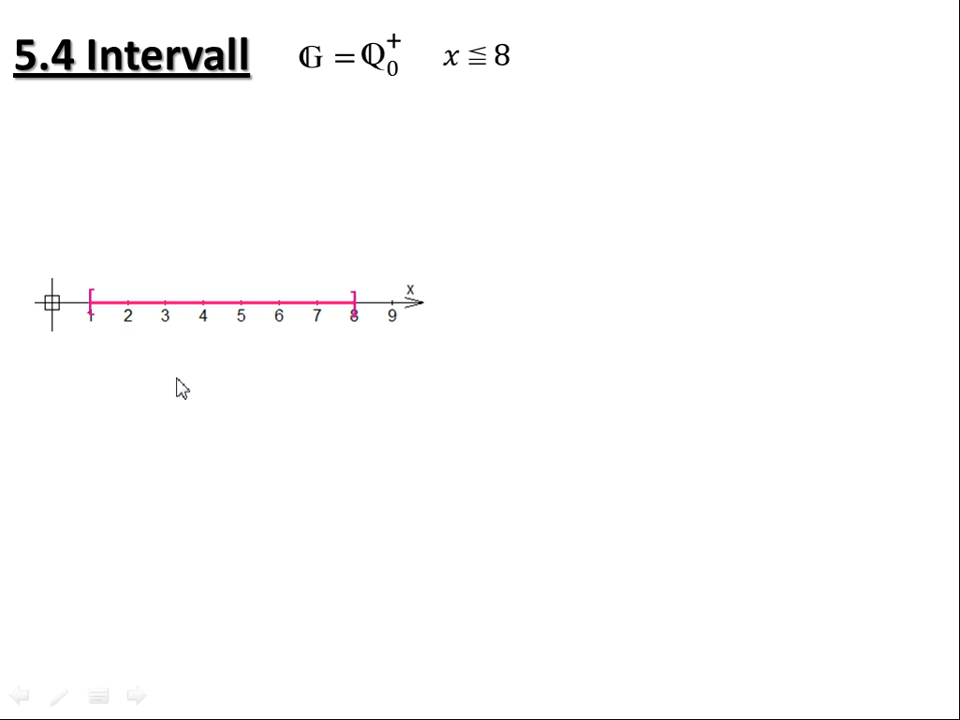 5.4 Intervall 𝔾 = ℚ₀⁺ x ≦ 8
x
1 2 3 4 5 6 7 8 9